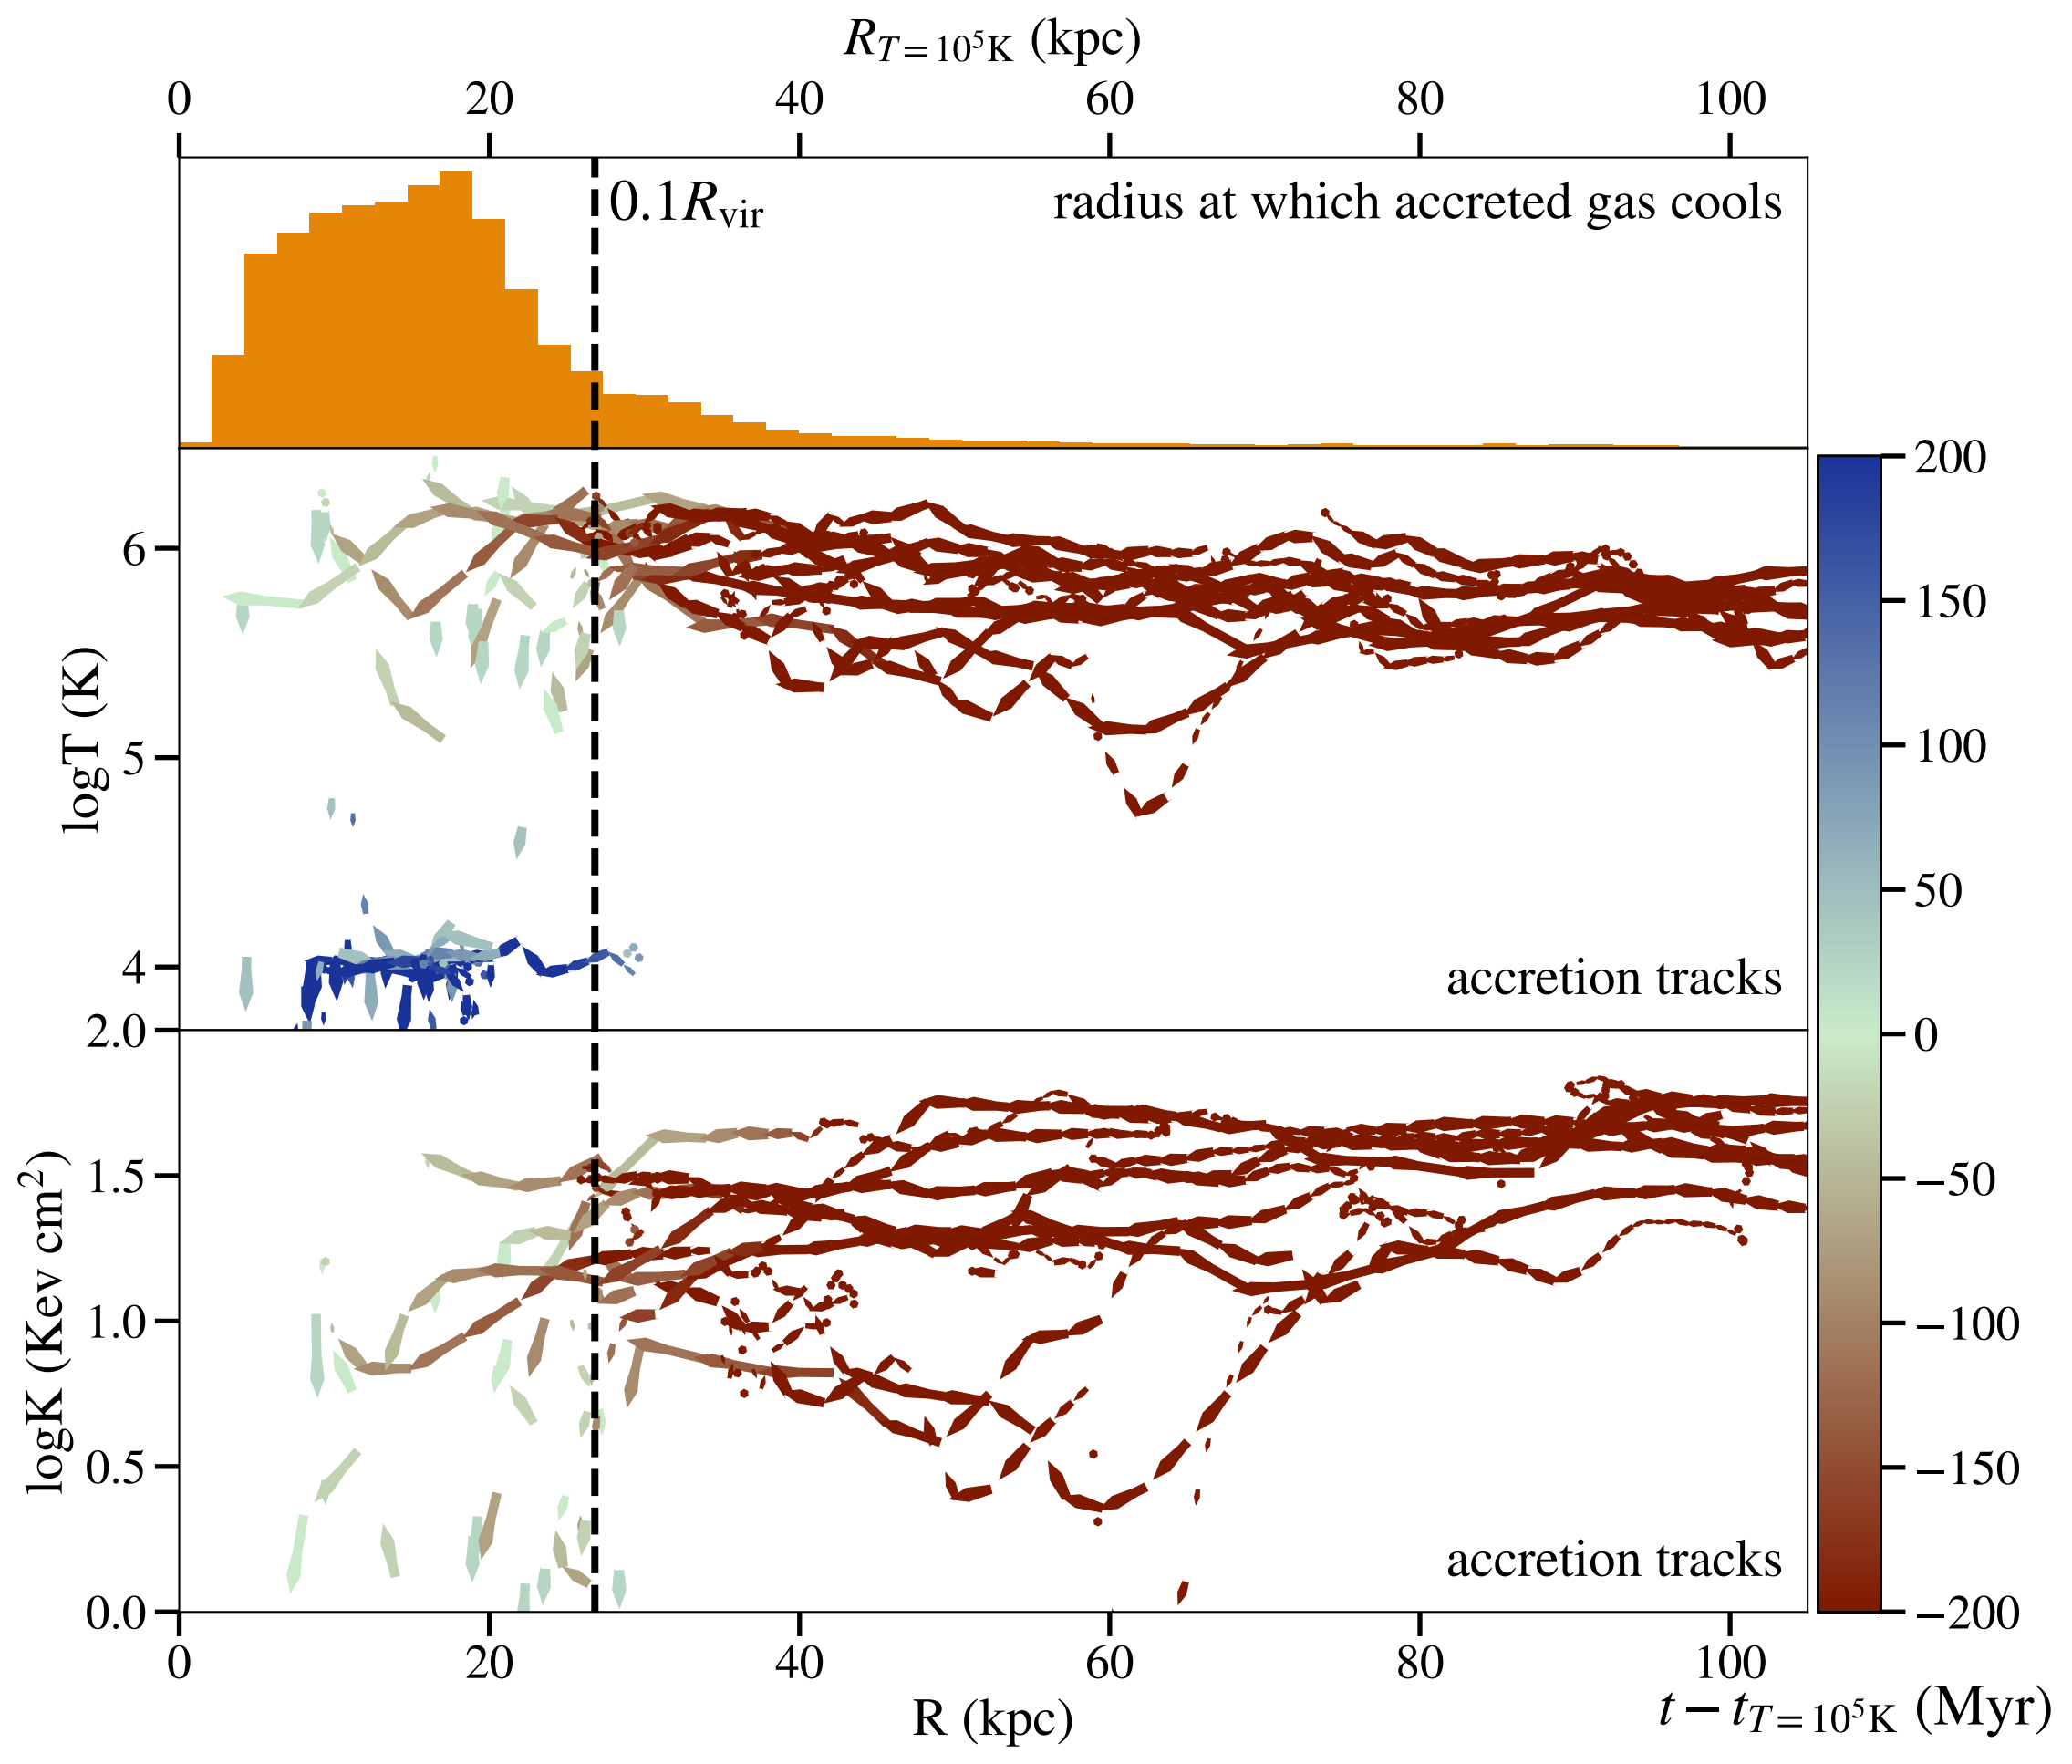 R_{T=10^5K} (kpc)
0 20 40 60 80 100
0.1R_{vir}
radius at which accreted gas cools
logT (K)
6
5
4
accretion tracks
logK (Kev cm^2)
2.0
1.5
1.0
0.5
0.0
accretion tracks
0 20 40 60 80 100
R (kpc)
200
150
100
50
0
−50
−100
−150
−200
t − t_{T=10^5K} (Myr)